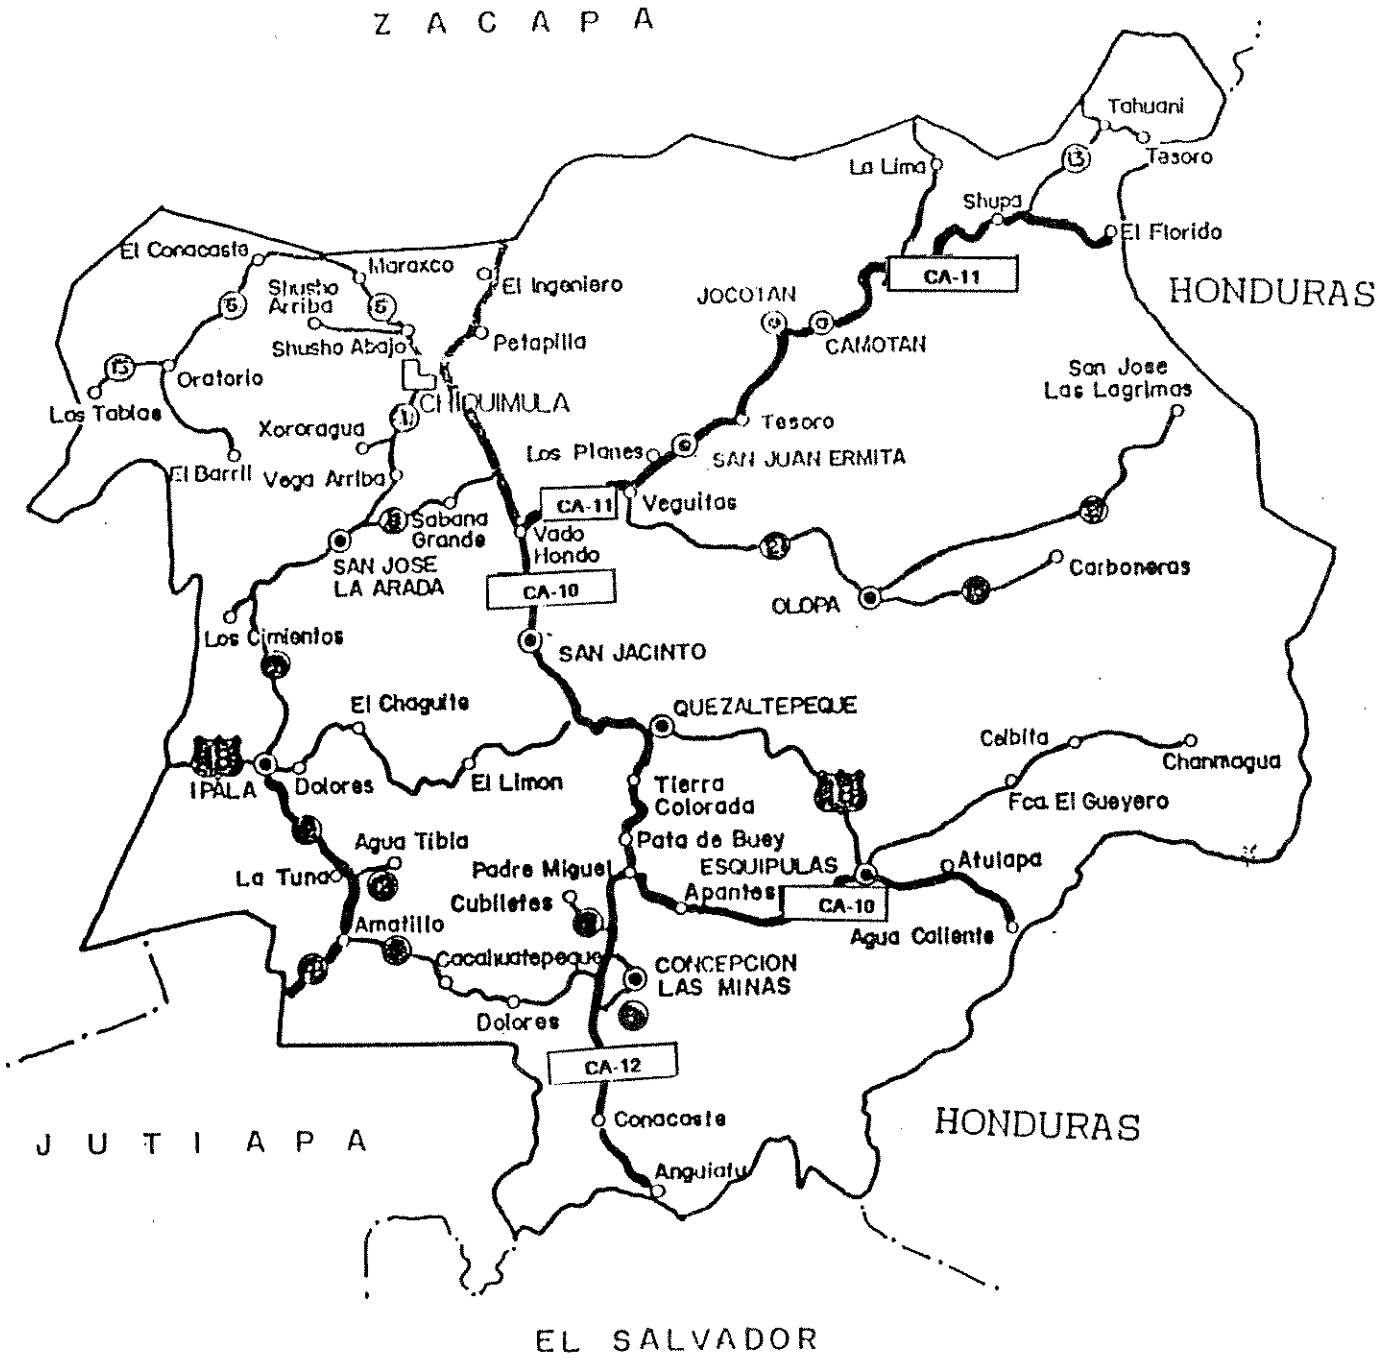 ZACAPA
Tahuani
Tesoro
13
La Lima
Shupa
El Florido
El Conacaste
Maraxco
El Ingeniero
CA-11
HONDURAS
Shusho
Arriba
JOCOTAN
Petapilla
CAMOTAN
Shusho Abajo
Oratorio
San Jose
Las Lagrimas
Las Tablas
CHIQUIMULA
Xororagua
Tesoro
Los Planes
SAN JUAN ERMITA
El Barril
Vega Arriba
CA-11
Veguitas
Sabana
Grande
Vado
Hondo
21
SAN JOSE
LA ARADA
CA-10
Carboneras
OLOPA
Los Cimientos
SAN JACINTO
El Chaguite
QUEZALTEPEQUE
Celbita
Chanmagua
IPALA
Dolores
El Limon
Tierra
Colorada
Fca. El Gueyero
Agua Tibia
Pata de Buey
La Tuna
Padre Miguel
ESQUIPULAS
Atulapa
Cubiletes
Apantes
CA-10
Amatillo
Agua Caliente
Cacahuatepeque
CONCEPCION
LAS MINAS
Dolores
CA-12
Conacaste
HONDURAS
JUTIAPA
Anguiatu
EL SALVADOR